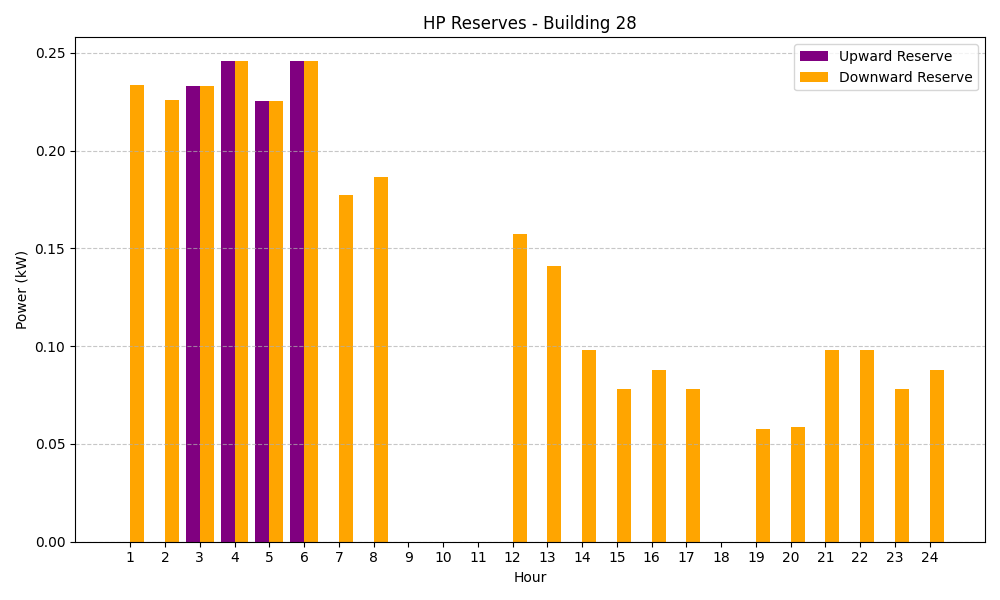 HP Reserves - Building 28
Upward Reserve
Downward Reserve
Power (kW)
0.25
0.20
0.15
0.10
0.05
0.00
1 2 3 4 5 6 7 8 9 10 11 12 13 14 15 16 17 18 19 20 21 22 23 24
Hour